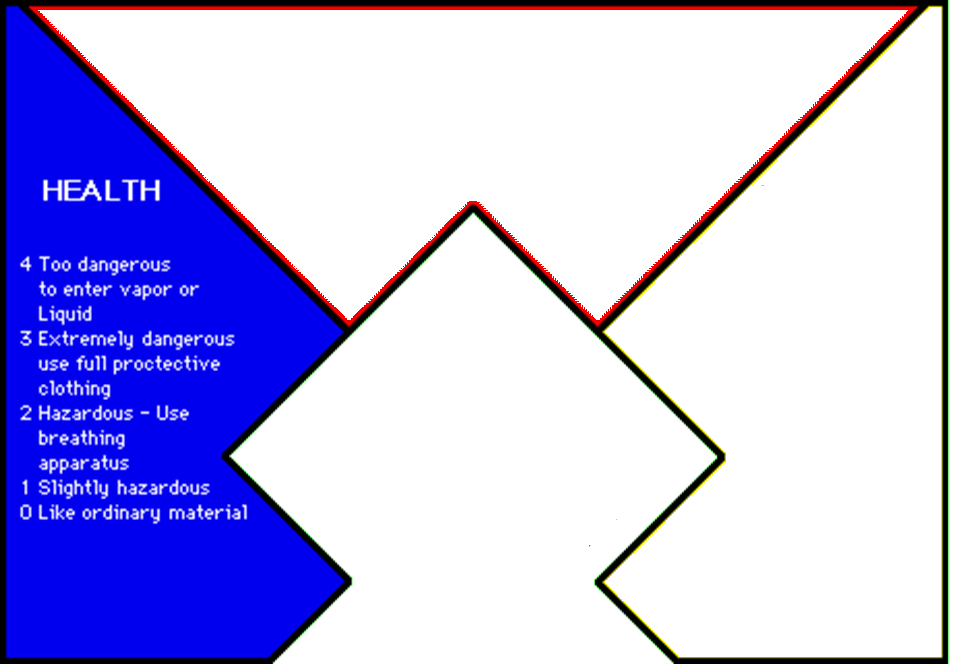 HEALTH
4 Too dangerous
to enter vapor or
Liquid
3 Extremely dangerous
use full proctective
clothing
2 Hazardous - Use
breathing
apparatus
1 Slightly hazardous
0 Like ordinary material